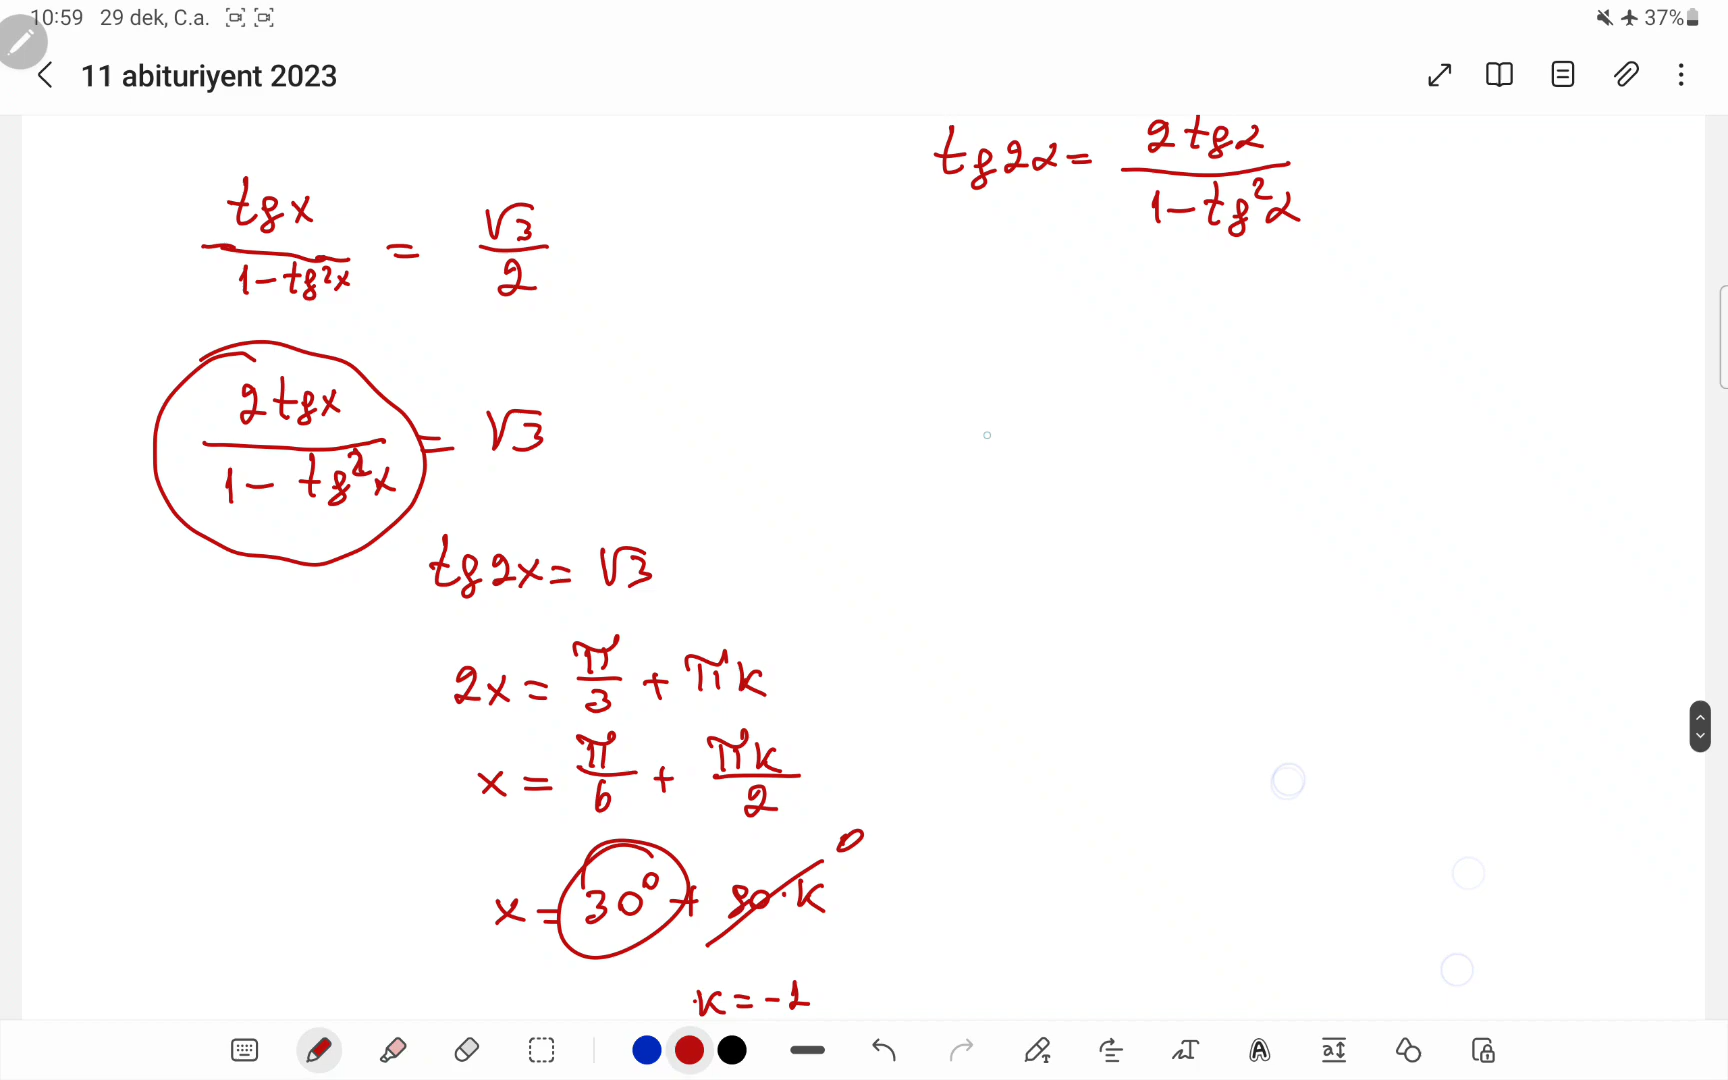 10:59 29 dek, C.a. 37%
11 abituriyent 2023
tg2α = 2tgα / 1-tg²α
tgx / 1-tg²x = √3 / 2
2tgx / 1-tg²x = √3
tg2x = √3
2x = π/3 + πk
x = π/6 + πk/2
x = 30° + 90·k 0
k = -1